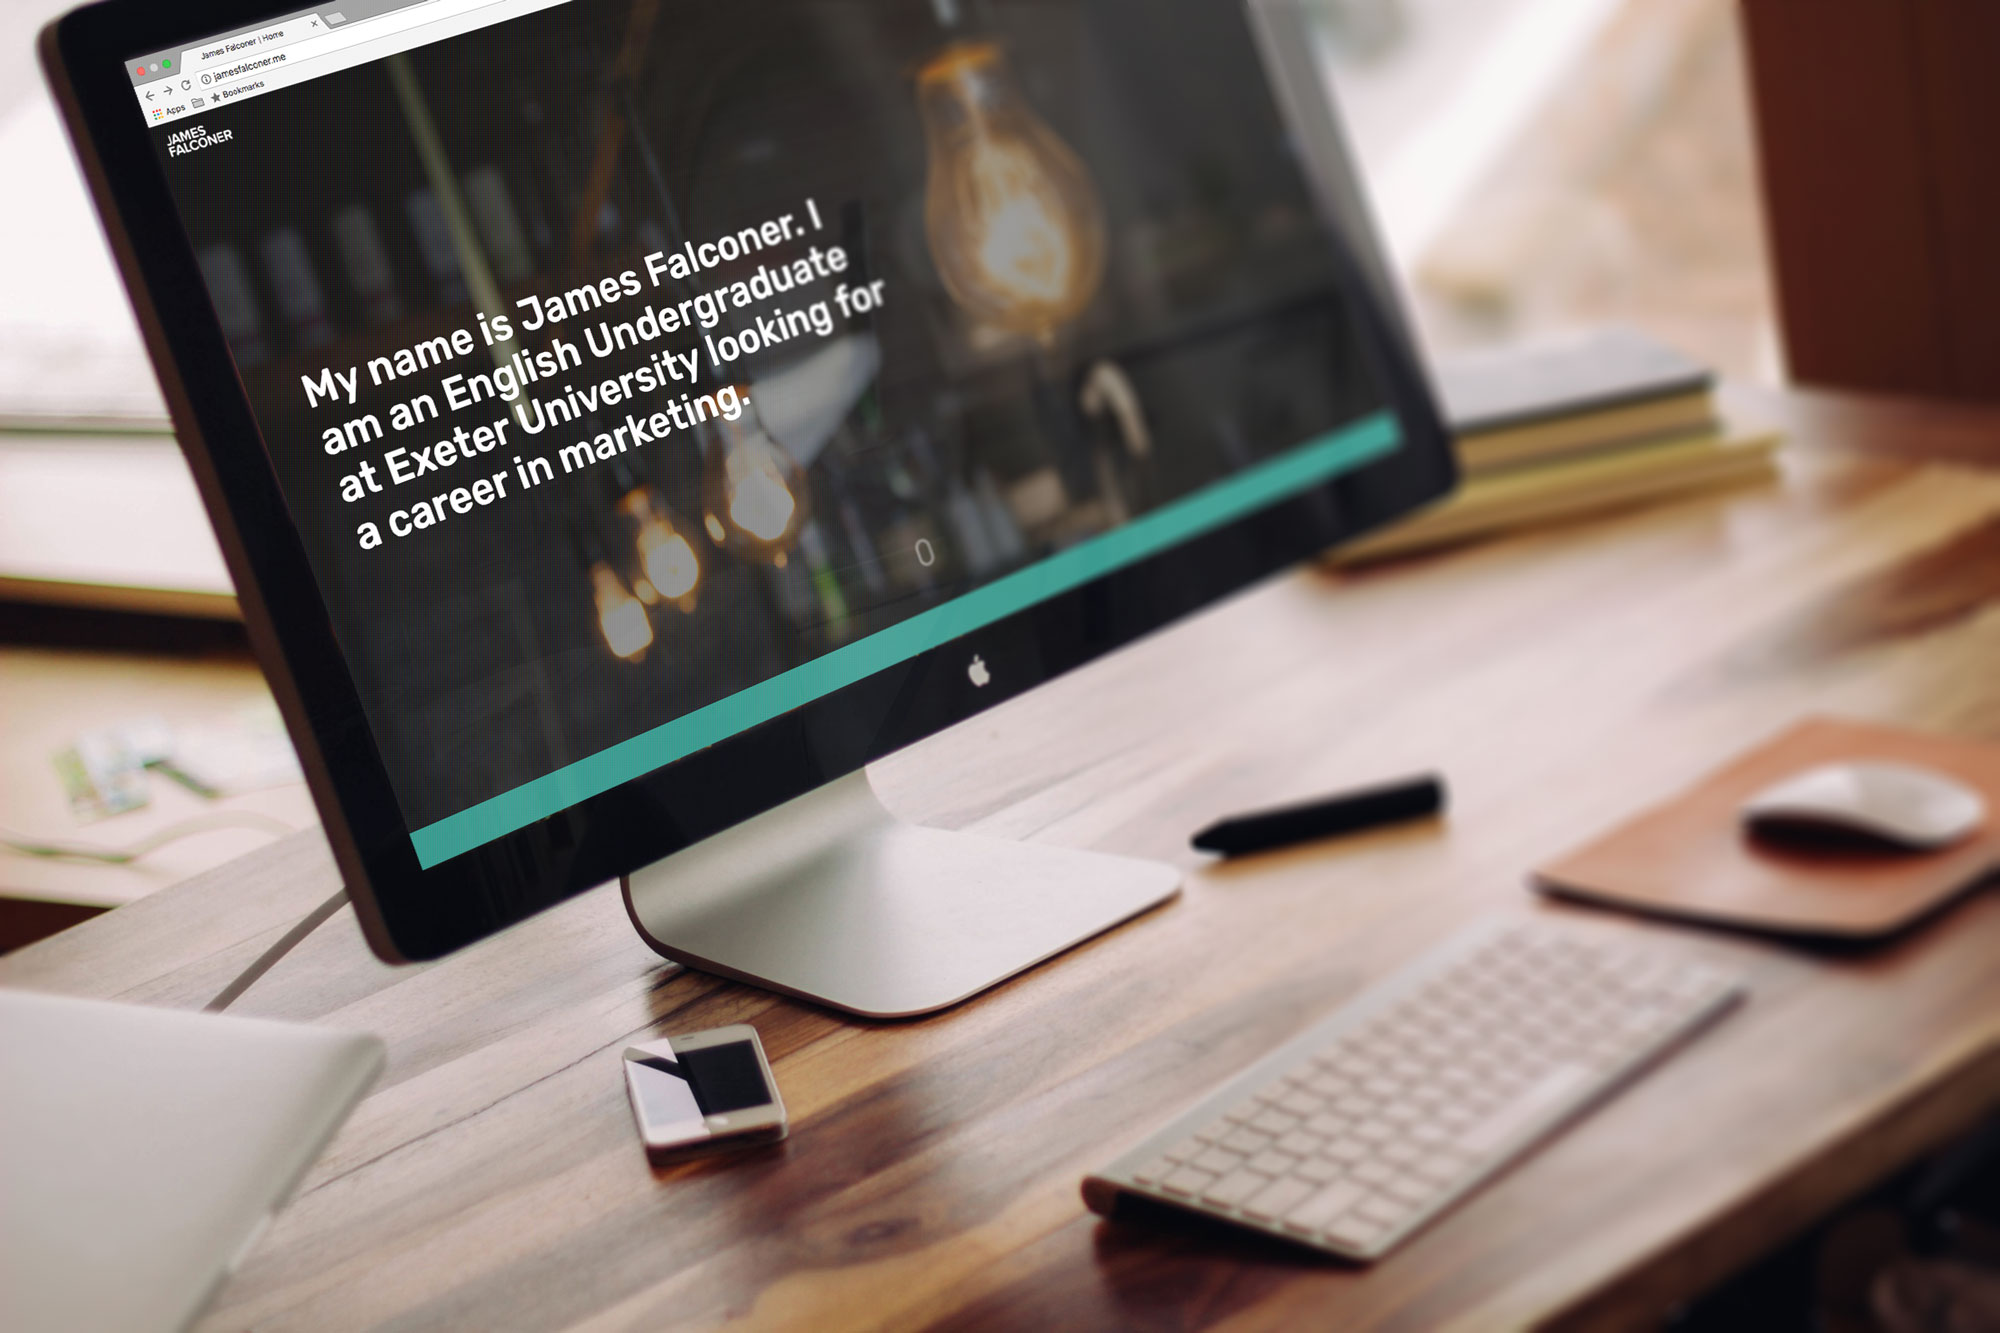 James Falconer | Home
jamesfalconer.me
Apps
Bookmarks
JAMES
FALCONER
My name is James Falconer. I
am an English Undergraduate
at Exeter University looking for
a career in marketing.